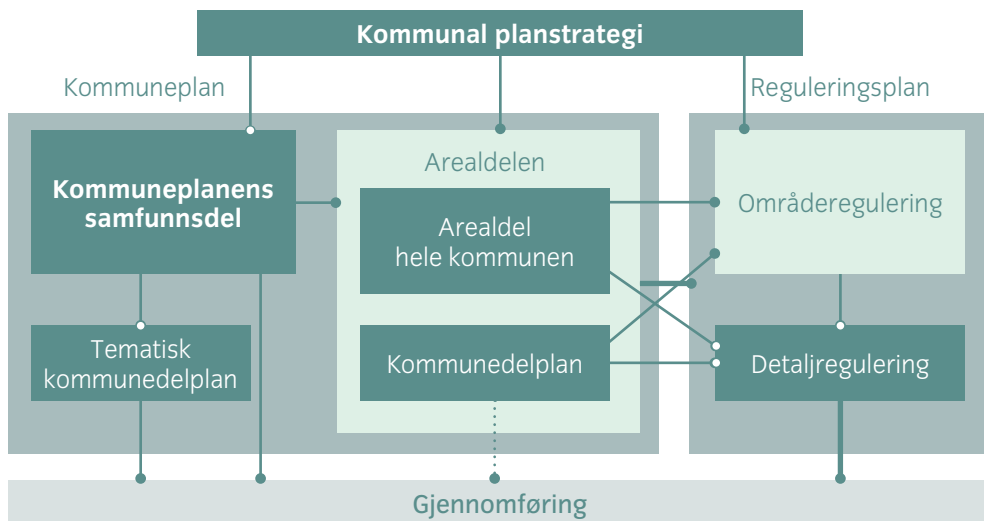 Kommunal planstrategi
Kommuneplan
Reguleringsplan
Kommuneplanens
samfunnsdel
Arealdelen
Arealdel
hele kommunen
Områderegulering
Tematisk
kommunedelplan
Kommunedelplan
Detaljregulering
Gjennomføring